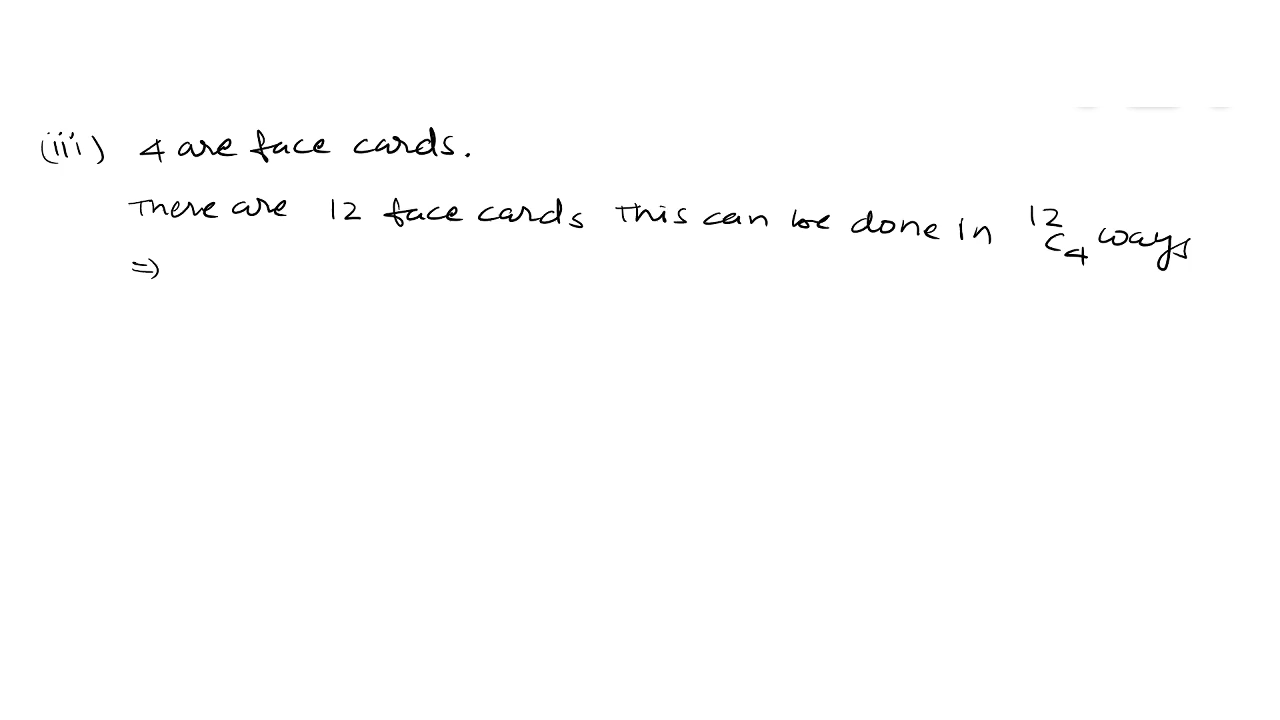 (iii) 4 are face cards.
There are 12 face cards This can be done in ¹²C₄ ways
⇒